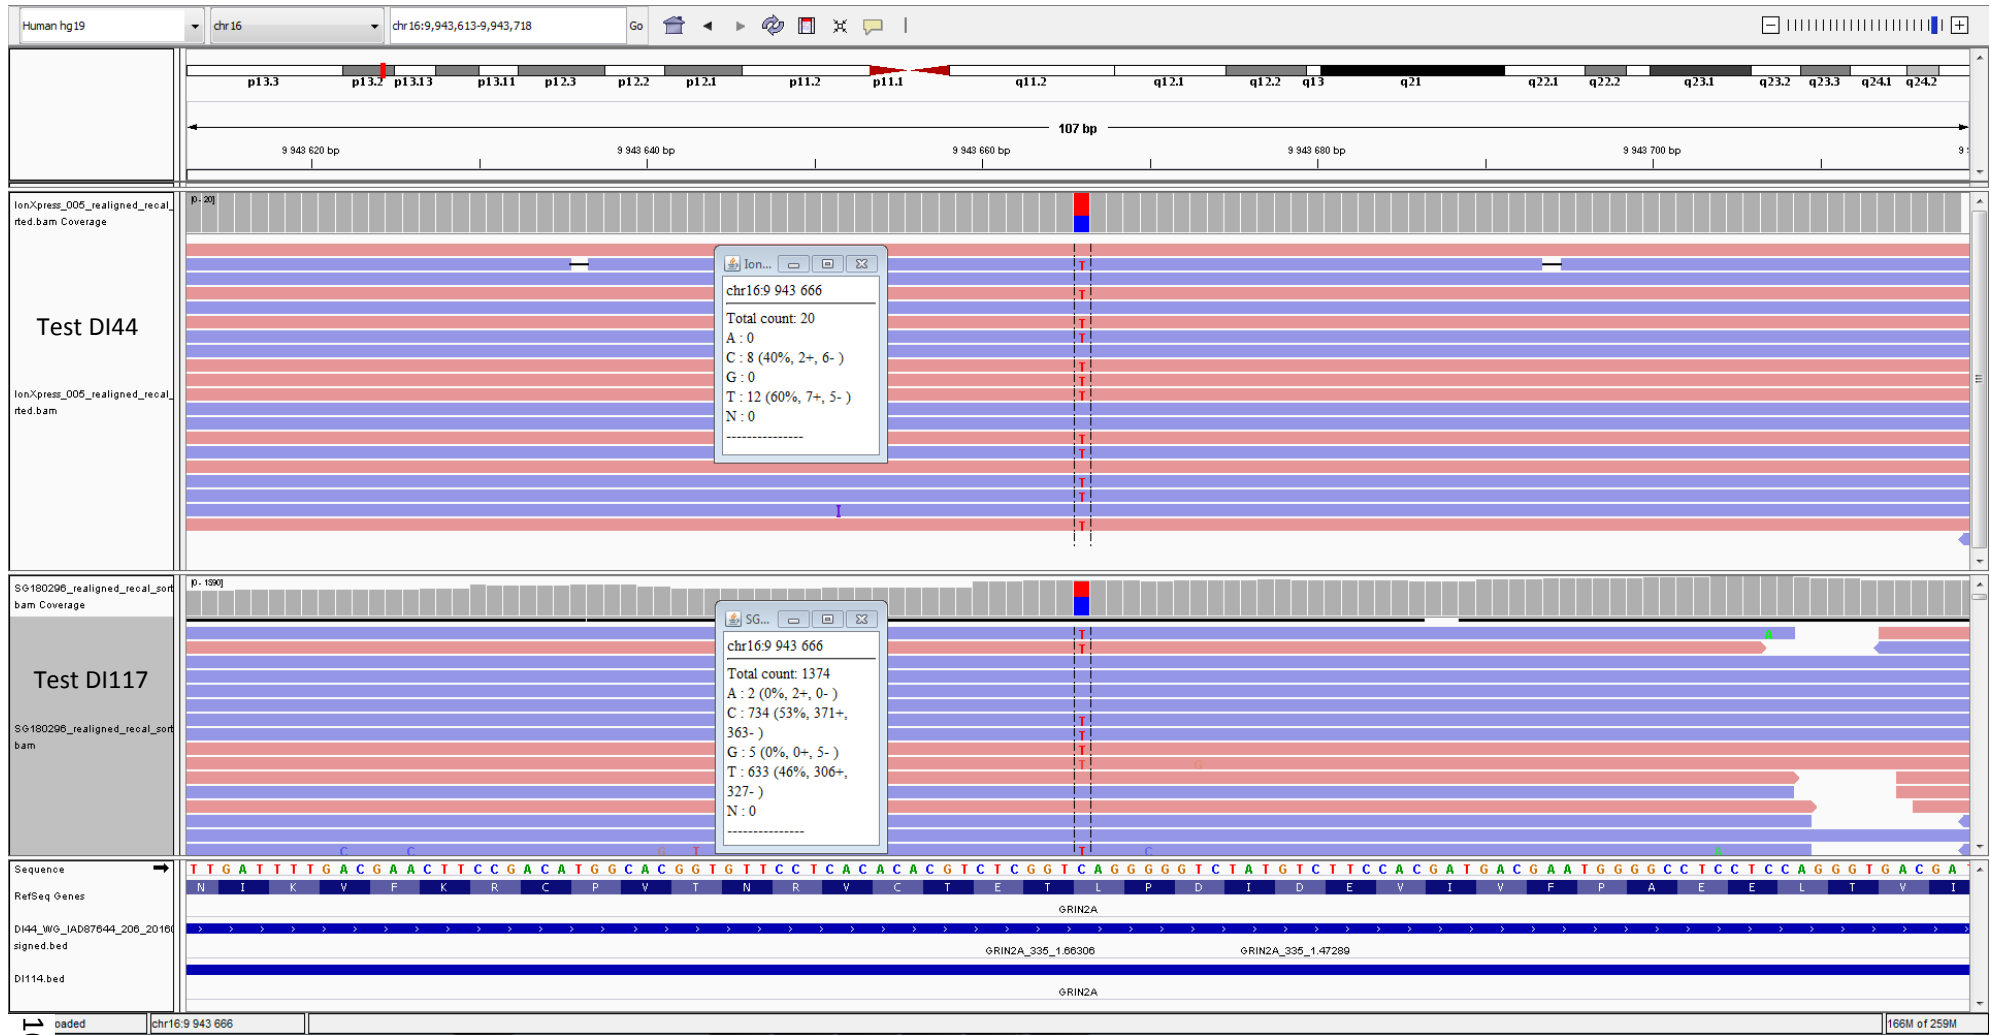 Human hg19 chr16 chr16:9,943,613-9,943,718 Go
p13.3 p13.2 p13.13 p13.11 p12.3 p12.2 p12.1 p11.2 p11.1 q11.2 q12.1 q12.2 q13 q21 q22.1 q22.2 q23.1 q23.2 q23.3 q24.1 q24.2
107 bp
9 943 620 bp 9 943 640 bp 9 943 660 bp 9 943 680 bp 9 943 700 bp
IonXpress_005_realigned_recal_
rted.bam Coverage
[0 - 20]
Ion...
chr16:9 943 666
Total count: 20
A : 0
C : 8 (40%, 2+, 6- )
G : 0
T : 12 (60%, 7+, 5- )
N : 0
---------------
Test DI44
IonXpress_005_realigned_recal_
rted.bam
T
T
T
T
T
T
T
T
T
T
T
I
T
SG180296_realigned_recal_sort
bam Coverage
[0 - 1590]
SG...
chr16:9 943 666
Total count: 1374
A : 2 (0%, 2+, 0- )
C : 734 (53%, 371+,
363- )
G : 5 (0%, 0+, 5- )
T : 633 (46%, 306+,
327- )
N : 0
---------------
Test DI117
SG180296_realigned_recal_sort
bam
T A
T
T
T
T
T G
C C G T T C A
Sequence
T T G A T T T T G A C G A A C T T C C G A C A T G G C A C G G T G T T C C T C A C A C A C G T C T C G G T C A G G G G G T C T A T G T C T T C C A C G A T G A C G A A T G G G G C C T C C T C C A G G G T G A C G A
RefSeq Genes
N I K V F K R C P V T N R V C T E T L P D I D E V I V F P A E E L T V I
GRIN2A
DI44_WG_IAD87644_206_2016
signed.bed
GRIN2A_335_1.66306 GRIN2A_335_1.47289
DI114.bed
GRIN2A
oaded chr16:9 943 666 166M of 259M